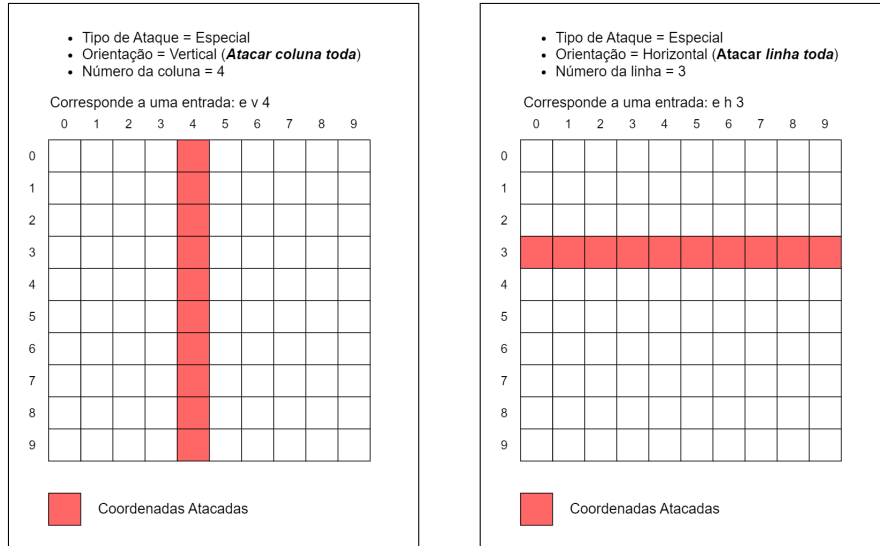 • Tipo de Ataque = Especial
• Orientação = Vertical (Atacar coluna toda)
• Número da coluna = 4
Corresponde a uma entrada: e v 4
0 1 2 3 4 5 6 7 8 9
0
1
2
3
4
5
6
7
8
9
Coordenadas Atacadas
• Tipo de Ataque = Especial
• Orientação = Horizontal (Atacar linha toda)
• Número da linha = 3
Corresponde a uma entrada: e h 3
0 1 2 3 4 5 6 7 8 9
0
1
2
3
4
5
6
7
8
9
Coordenadas Atacadas